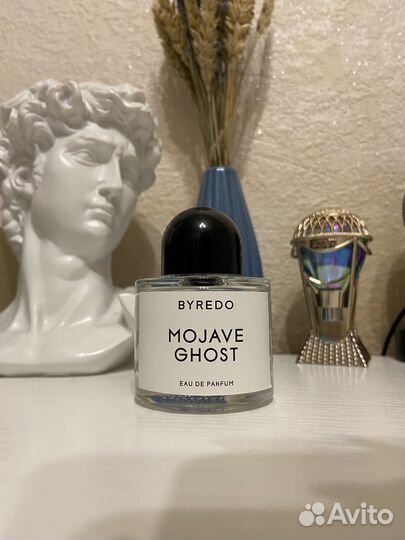 BYREDO
MOJAVE
GHOST
EAU DE PARFUM
Avito